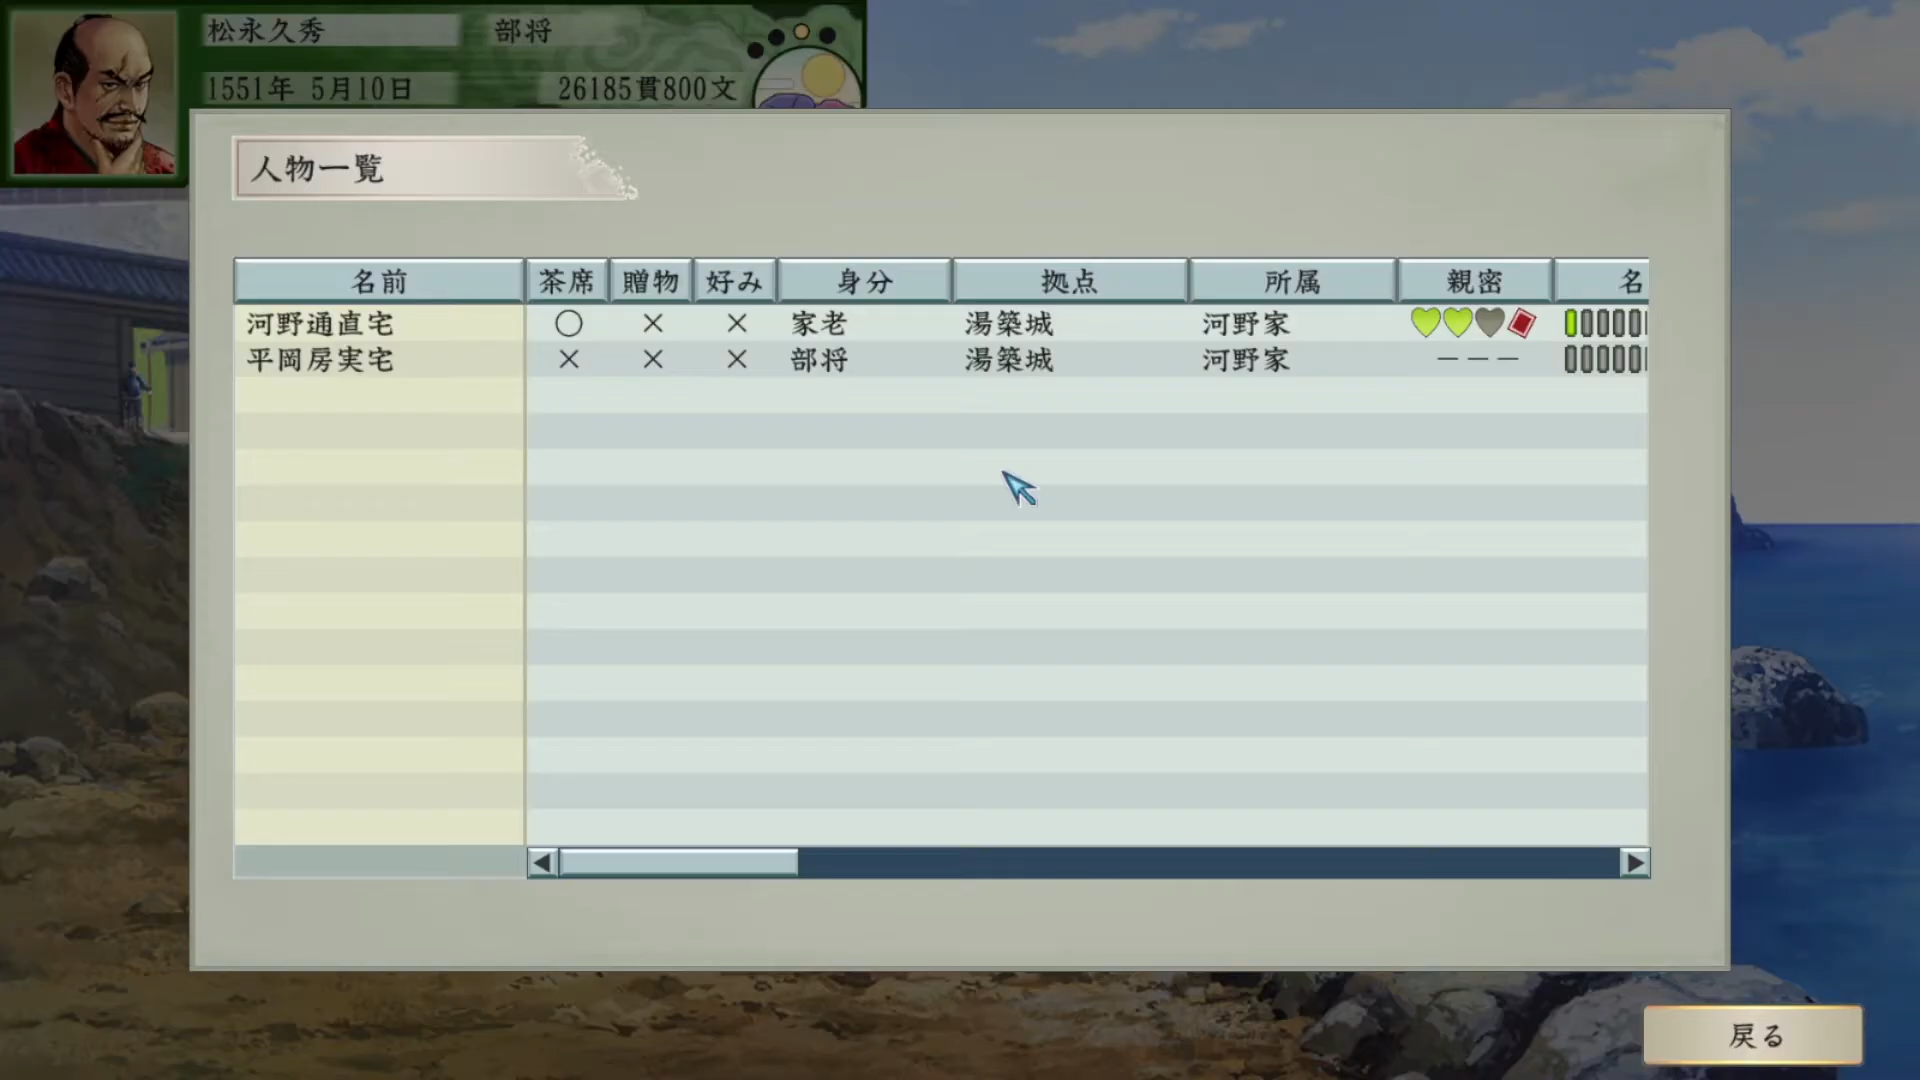 松永久秀 部将
1551年 5月10日 26185貫800文
人物一覧
名前 茶席 贈物 好み 身分 拠点 所属 親密 名
河野通直宅 ○ × × 家老 湯築城 河野家
平岡房実宅 × × × 部将 湯築城 河野家 ---
戻る